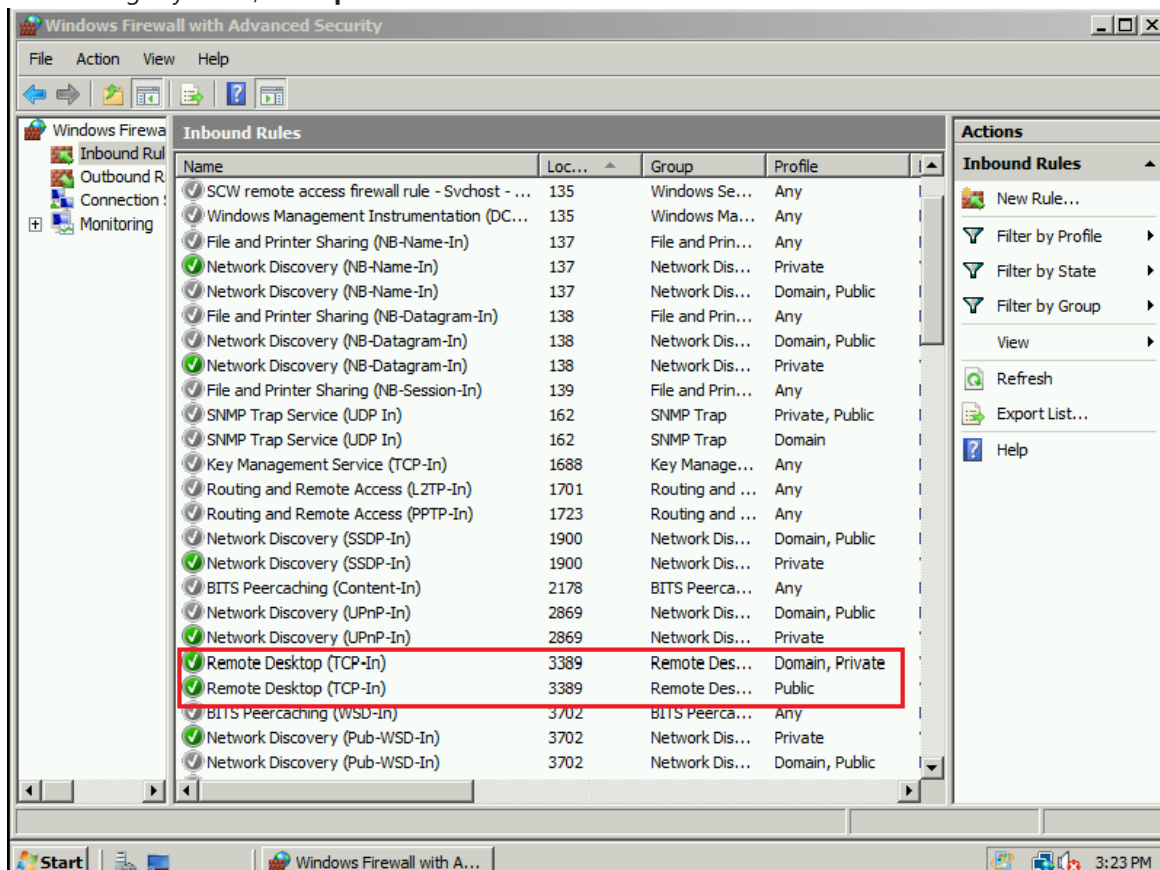 Windows Firewall with Advanced Security
File Action View Help
Windows Firewa
Inbound Rul
Outbound R
Connection
Monitoring
Inbound Rules
Name Loc... Group Profile
SCW remote access firewall rule - Svchost - ... 135 Windows Se... Any
Windows Management Instrumentation (DC... 135 Windows Ma... Any
File and Printer Sharing (NB-Name-In) 137 File and Prin... Any
Network Discovery (NB-Name-In) 137 Network Dis... Private
Network Discovery (NB-Name-In) 137 Network Dis... Domain, Public
File and Printer Sharing (NB-Datagram-In) 138 File and Prin... Any
Network Discovery (NB-Datagram-In) 138 Network Dis... Domain, Public
Network Discovery (NB-Datagram-In) 138 Network Dis... Private
File and Printer Sharing (NB-Session-In) 139 File and Prin... Any
SNMP Trap Service (UDP In) 162 SNMP Trap Private, Public
SNMP Trap Service (UDP In) 162 SNMP Trap Domain
Key Management Service (TCP-In) 1688 Key Manage... Any
Routing and Remote Access (L2TP-In) 1701 Routing and ... Any
Routing and Remote Access (PPTP-In) 1723 Routing and ... Any
Network Discovery (SSDP-In) 1900 Network Dis... Domain, Public
Network Discovery (SSDP-In) 1900 Network Dis... Private
BITS Peercaching (Content-In) 2178 BITS Peerca... Any
Network Discovery (UPnP-In) 2869 Network Dis... Domain, Public
Network Discovery (UPnP-In) 2869 Network Dis... Private
Remote Desktop (TCP-In) 3389 Remote Des... Domain, Private
Remote Desktop (TCP-In) 3389 Remote Des... Public
BITS Peercaching (WSD-In) 3702 BITS Peerca... Any
Network Discovery (Pub-WSD-In) 3702 Network Dis... Private
Network Discovery (Pub-WSD-In) 3702 Network Dis... Domain, Public
Actions
Inbound Rules
New Rule...
Filter by Profile
Filter by State
Filter by Group
View
Refresh
Export List...
Help
Start
Windows Firewall with A...
3:23 PM